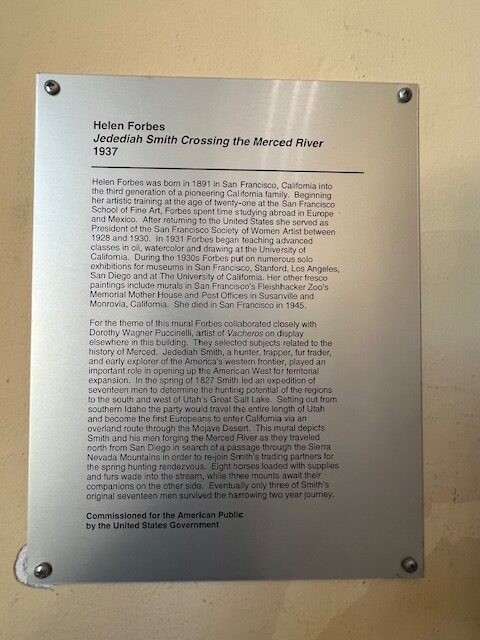 Helen Forbes
Jedediah Smith Crossing the Merced River
1937
Helen Forbes was born in 1891 in San Francisco, California into
the third generation of a pioneering California family. Beginning
her artistic training at the age of twenty-one at the San Francisco
School of Fine Art, Forbes spent time studying abroad in Europe
and Mexico. After returning to the United States she served as
President of the San Francisco Society of Women Artist between
1928 and 1930. In 1931 Forbes began teaching advanced
classes in oil, watercolor and drawing at the University of
California. During the 1930s Forbes put on numerous solo
exhibitions for museums in San Francisco, Stanford, Los Angeles,
San Diego and at The University of California. Her other fresco
paintings include murals in San Francisco's Fleishhacker Zoo's
Memorial Mother House and Post Offices in Susanville and
Monrovia, California. She died in San Francisco in 1945.
For the theme of this mural Forbes collaborated closely with
Dorothy Wagner Puccinelli, artist of Vacheros on display
elsewhere in this building. They selected subjects related to the
history of Merced. Jedediah Smith, a hunter, trapper, fur trader,
and early explorer of the America's western frontier, played an
important role in opening up the American West for territorial
expansion. In the spring of 1827 Smith led an expedition of
seventeen men to determine the hunting potential of the regions
to the south and west of Utah's Great Salt Lake. Setting out from
southern Idaho the party would travel the entire length of Utah
and become the first Europeans to enter California via an
overland route through the Mojave Desert. This mural depicts
Smith and his men forging the Merced River as they traveled
north from San Diego in search of a passage through the Sierra
Nevada Mountains in order to re-join Smith's trading partners for
the spring hunting rendezvous. Eight horses loaded with supplies
and furs wade into the stream, while three mounts await their
companions on the other side. Eventually only three of Smith's
original seventeen men survived the harrowing two year journey.
Commissioned for the American Public
by the United States Government